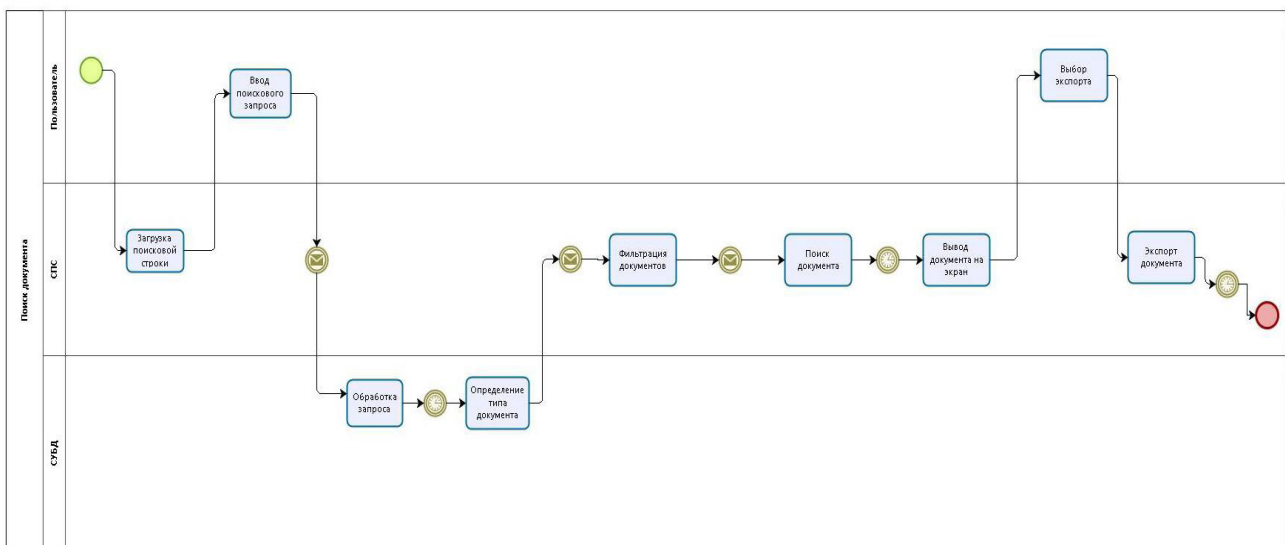 Поиск документа
Пользователь
Ввод
поискового
запроса
Выбор
экспорта
СПС
Загрузка
поисковой
строки
Фильтрация
документов
Поиск
документа
Вывод
документа на
экран
Экспорт
документа
СУБД
Обработка
запроса
Определение
типа
документа